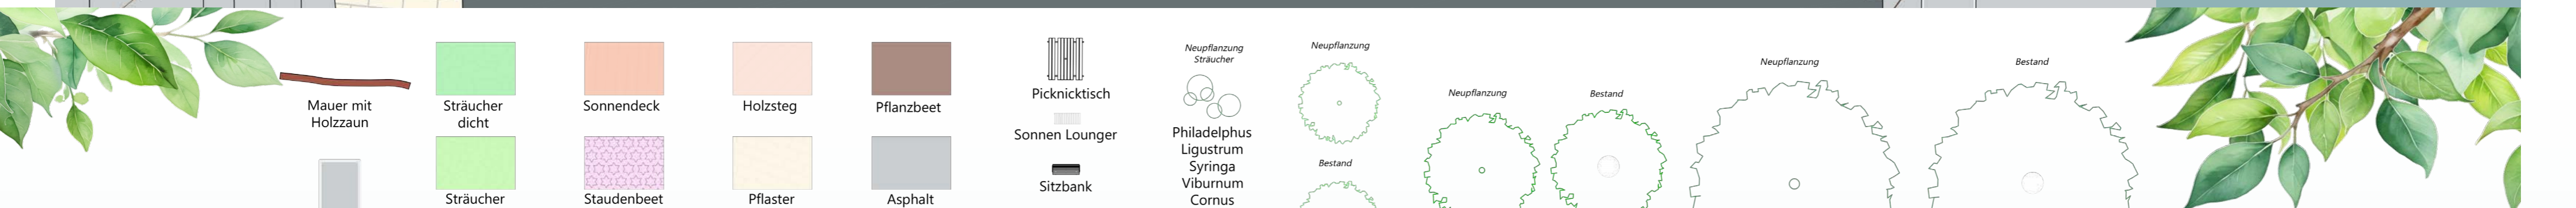 Mauer mit
Holzzaun
Sträucher
dicht
Sonnendeck
Holzsteg
Pflanzbeet
Sträucher
Staudenbeet
Pflaster
Asphalt
Picknicktisch
Sonnen Lounger
Sitzbank
Neupflanzung
Sträucher
Philadelphus
Ligustrum
Syringa
Viburnum
Cornus
Neupflanzung
Bestand
Neupflanzung
Bestand
Neupflanzung
Bestand